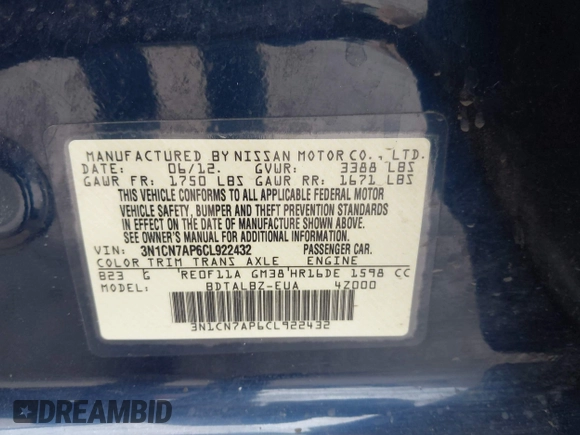 MANUFACTURED BY NISSAN MOTOR CO., LTD.
DATE: 06/12. GVWR: 3388 LBS
GAWR FR: 1750 LBS GAWR RR: 1671 LBS
THIS VEHICLE CONFORMS TO ALL APPLICABLE FEDERAL MOTOR
VEHICLE SAFETY, BUMPER AND THEFT PREVENTION STANDARDS
IN EFFECT ON THE DATE OF MANUFACTURE SHOWN ABOVE.
SEE OWNER'S MANUAL FOR ADDITIONAL INSTRUCTIONS.
VIN: 3N1CN7AP6CL922432 PASSENGER CAR.
COLOR TRIM TRANS AXLE ENGINE
B23 G RE0F11A GM38 HR16DE 1598 CC
MODEL: BDTALBZ-EUA 4Z000
3N1CN7AP6CL922432
DREAMBID